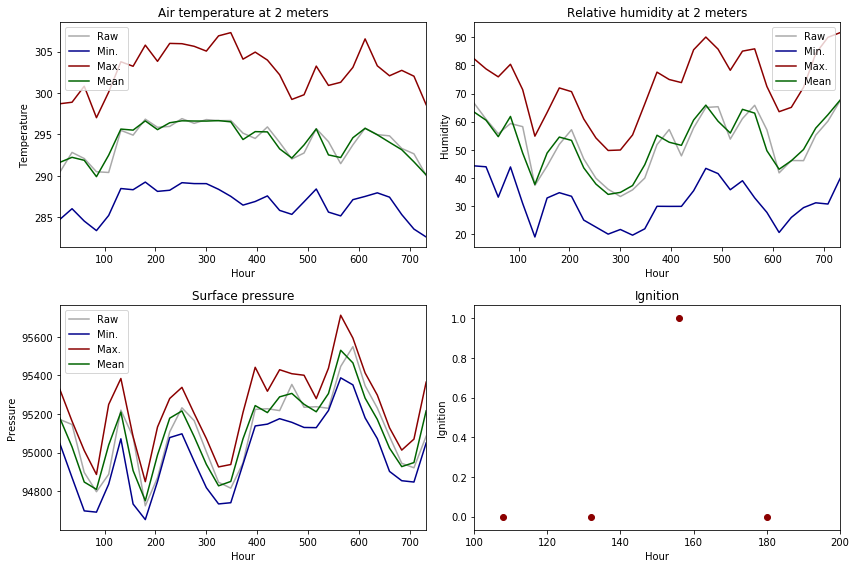 Air temperature at 2 meters
Raw
Min.
Max.
Mean
305
300
295
290
285
Temperature
100 200 300 400 500 600 700
Hour
Relative humidity at 2 meters
Raw
Min.
Max.
Mean
90
80
70
60
50
40
30
20
Humidity
100 200 300 400 500 600 700
Hour
Surface pressure
Raw
Min.
Max.
Mean
95600
95400
95200
95000
94800
Pressure
100 200 300 400 500 600 700
Hour
Ignition
1.0
0.8
0.6
0.4
0.2
0.0
Ignition
100 120 140 160 180 200
Hour